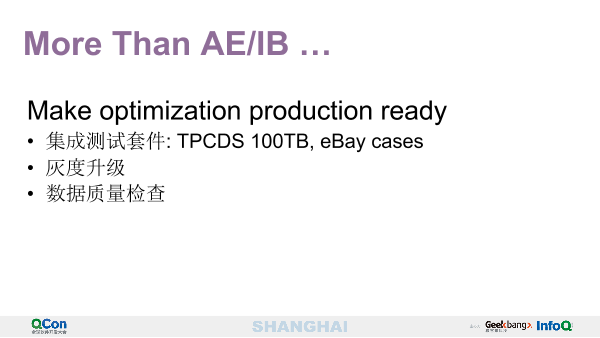 More Than AE/IB …
Make optimization production ready
• 集成测试套件: TPCDS 100TB, eBay cases
• 灰度升级
• 数据质量检查
QCon
全球软件开发大会
SHANGHAI
Geekbang
InfoQ